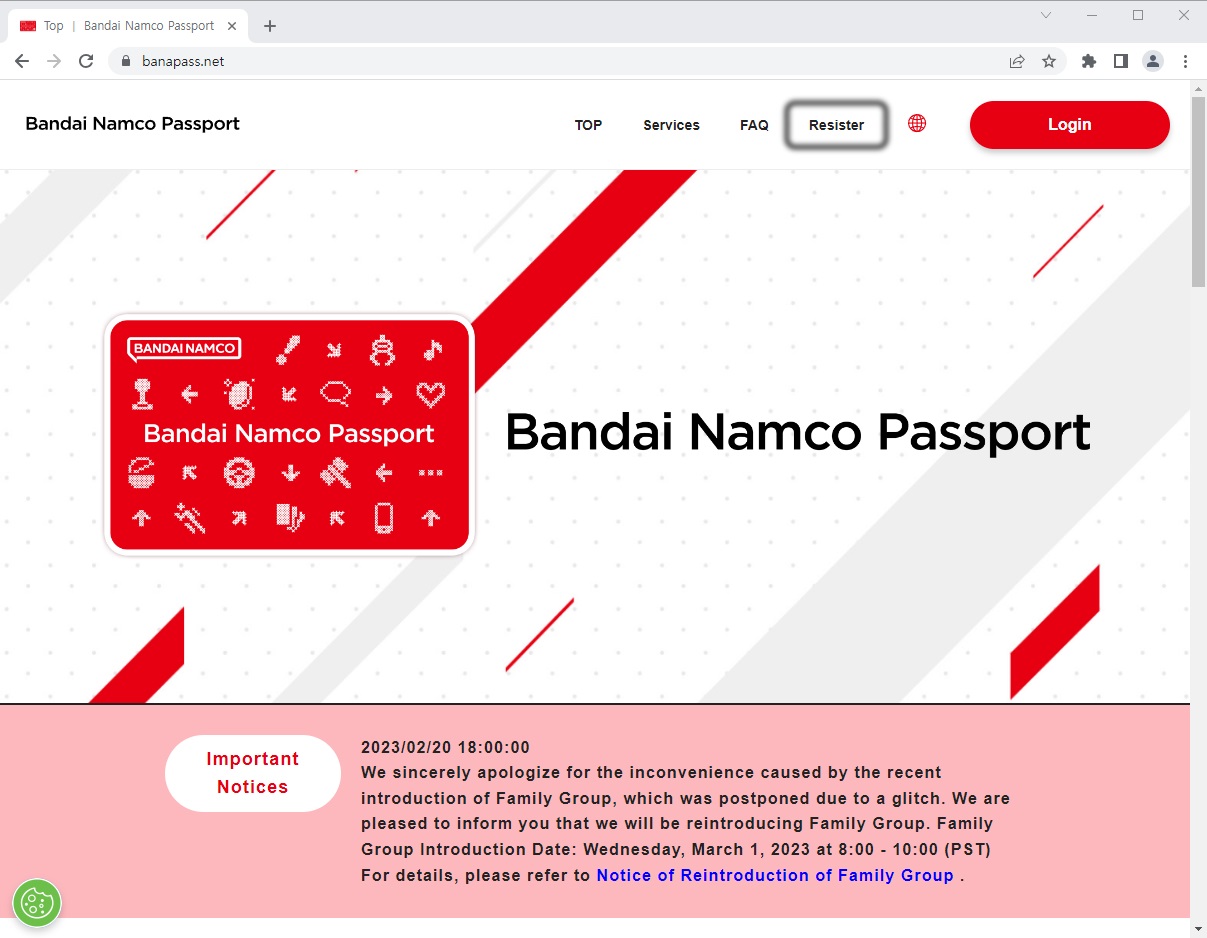 Top | Bandai Namco Passport
banapass.net
Bandai Namco Passport
TOP
Services
FAQ
Resister
Login
BANDAI NAMCO
Bandai Namco Passport
Bandai Namco Passport
Important
Notices
2023/02/20 18:00:00
We sincerely apologize for the inconvenience caused by the recent
introduction of Family Group, which was postponed due to a glitch. We are
pleased to inform you that we will be reintroducing Family Group. Family
Group Introduction Date: Wednesday, March 1, 2023 at 8:00 - 10:00 (PST)
For details, please refer to Notice of Reintroduction of Family Group .